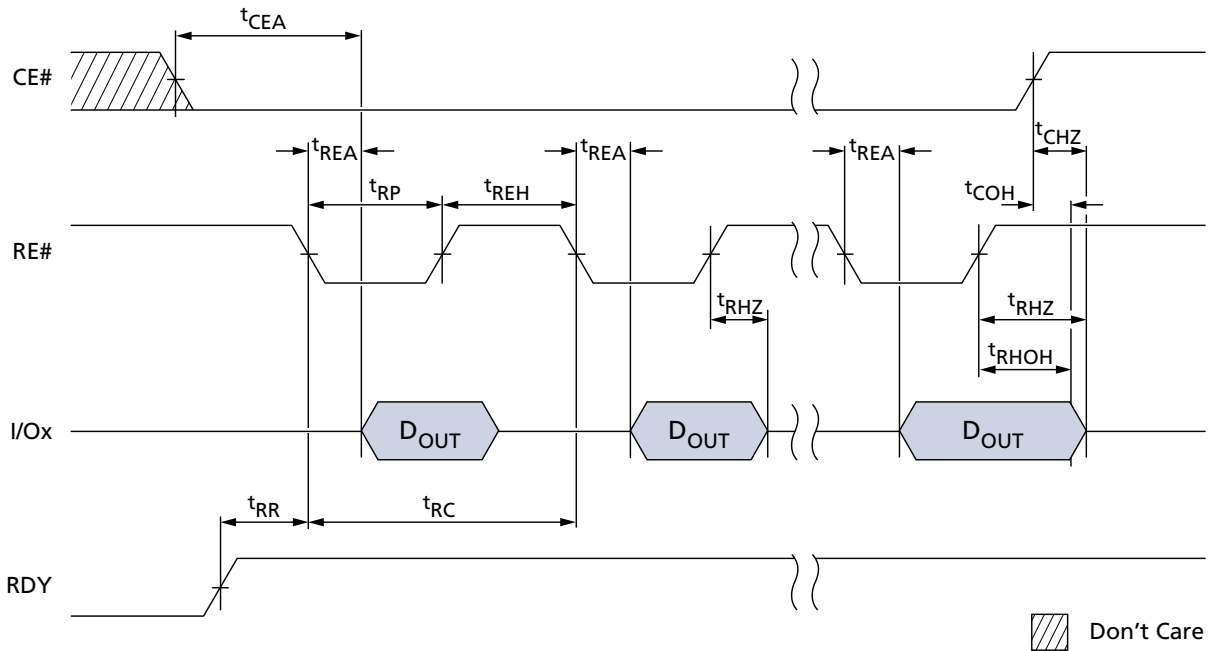 tCEA
CE#
tCHZ
tREA
tREA
tREA
tRP
tREH
tCOH
RE#
tRHZ
tRHZ
tRHOH
I/Ox
DOUT
DOUT
DOUT
tRR
tRC
RDY
Don't Care